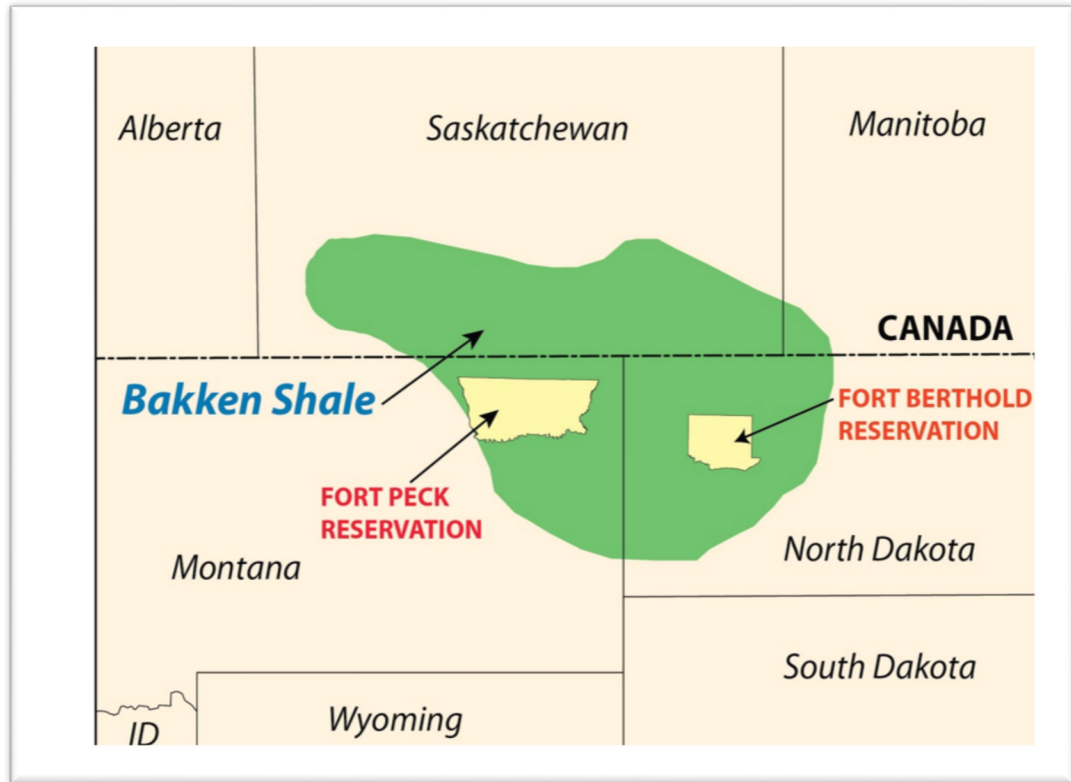 Alberta
Saskatchewan
Manitoba
CANADA
Bakken Shale
FORT BERTHOLD
RESERVATION
FORT PECK
RESERVATION
North Dakota
Montana
South Dakota
Wyoming
ID